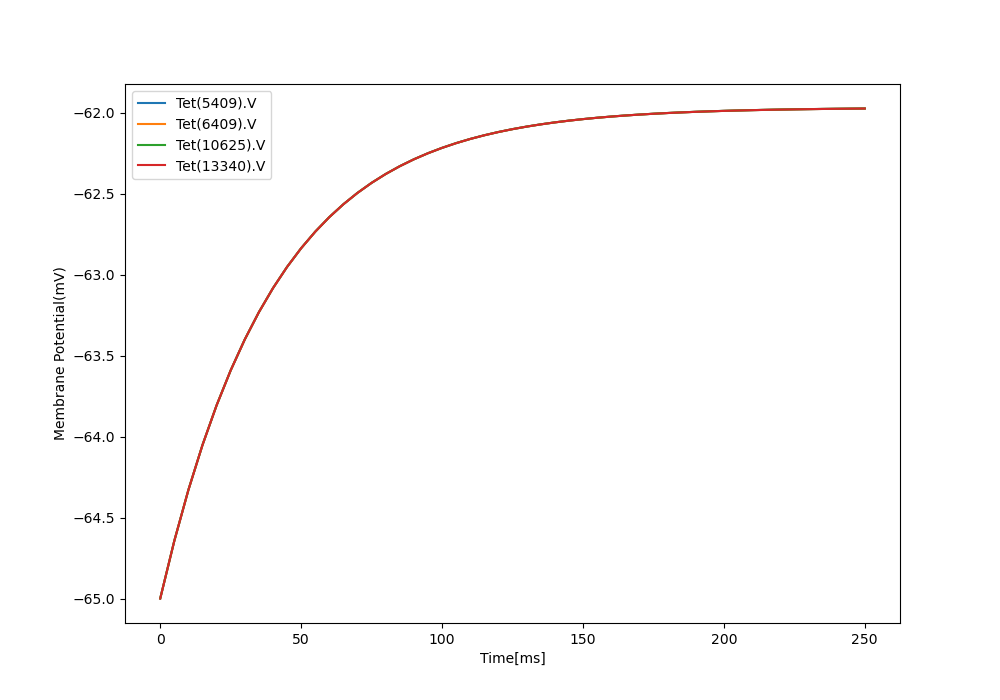 Tet(5409).V
Tet(6409).V
Tet(10625).V
Tet(13340).V
−62.0
−62.5
−63.0
−63.5
−64.0
−64.5
−65.0
Membrane Potential(mV)
0 50 100 150 200 250
Time[ms]